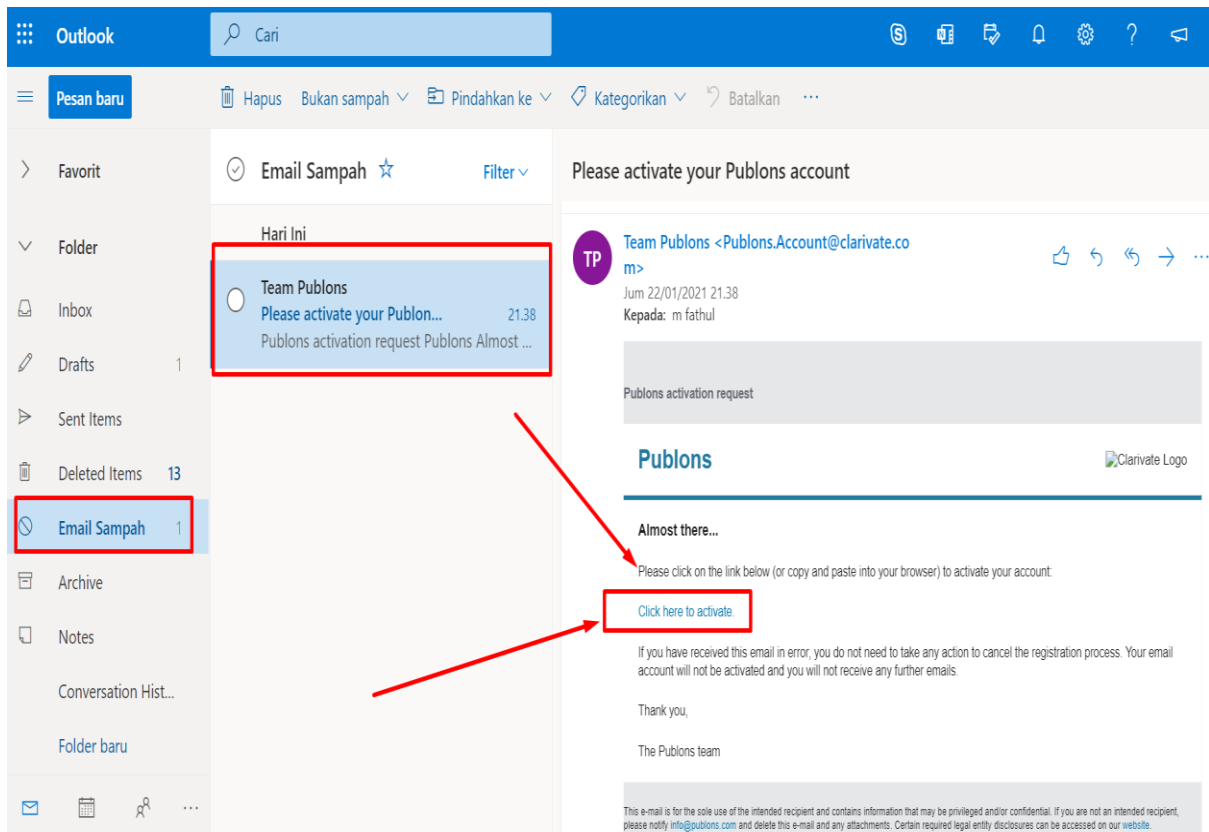 Outlook
Cari
Pesan baru
Hapus Bukan sampah Pindahkan ke Kategorikan Batalkan ...
Favorit
Folder
Inbox
Drafts 1
Sent Items
Deleted Items 13
Email Sampah 1
Archive
Notes
Conversation Hist...
Folder baru
Email Sampah Filter
Hari Ini
Team Publons
Please activate your Publon... 21.38
Publons activation request Publons Almost ...
Please activate your Publons account
TP
Team Publons <Publons.Account@clarivate.co
m>
Jum 22/01/2021 21.38
Kepada: m fathul
Publons activation request
Publons
Clarivate Logo
Almost there...
Please click on the link below (or copy and paste into your browser) to activate your account:
Click here to activate.
If you have received this email in error, you do not need to take any action to cancel the registration process. Your email
account will not be activated and you will not receive any further emails.
Thank you,
The Publons team
This e-mail is for the sole use of the intended recipient and contains information that may be privileged and/or confidential. If you are not an intended recipient,
please notify info@publons.com and delete this e-mail and any attachments. Certain required legal entity disclosures can be accessed on our website.